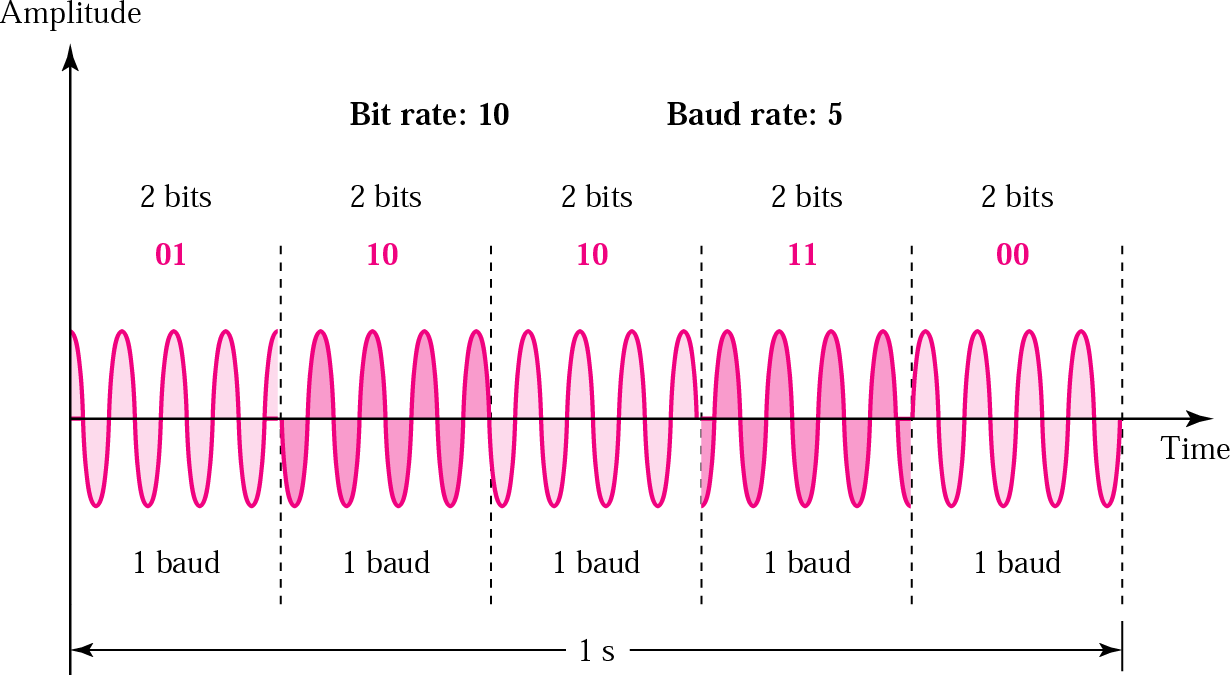 Amplitude
Bit rate: 10 Baud rate: 5
2 bits 2 bits 2 bits 2 bits 2 bits
01 10 10 11 00
Time
1 baud 1 baud 1 baud 1 baud 1 baud
1 s